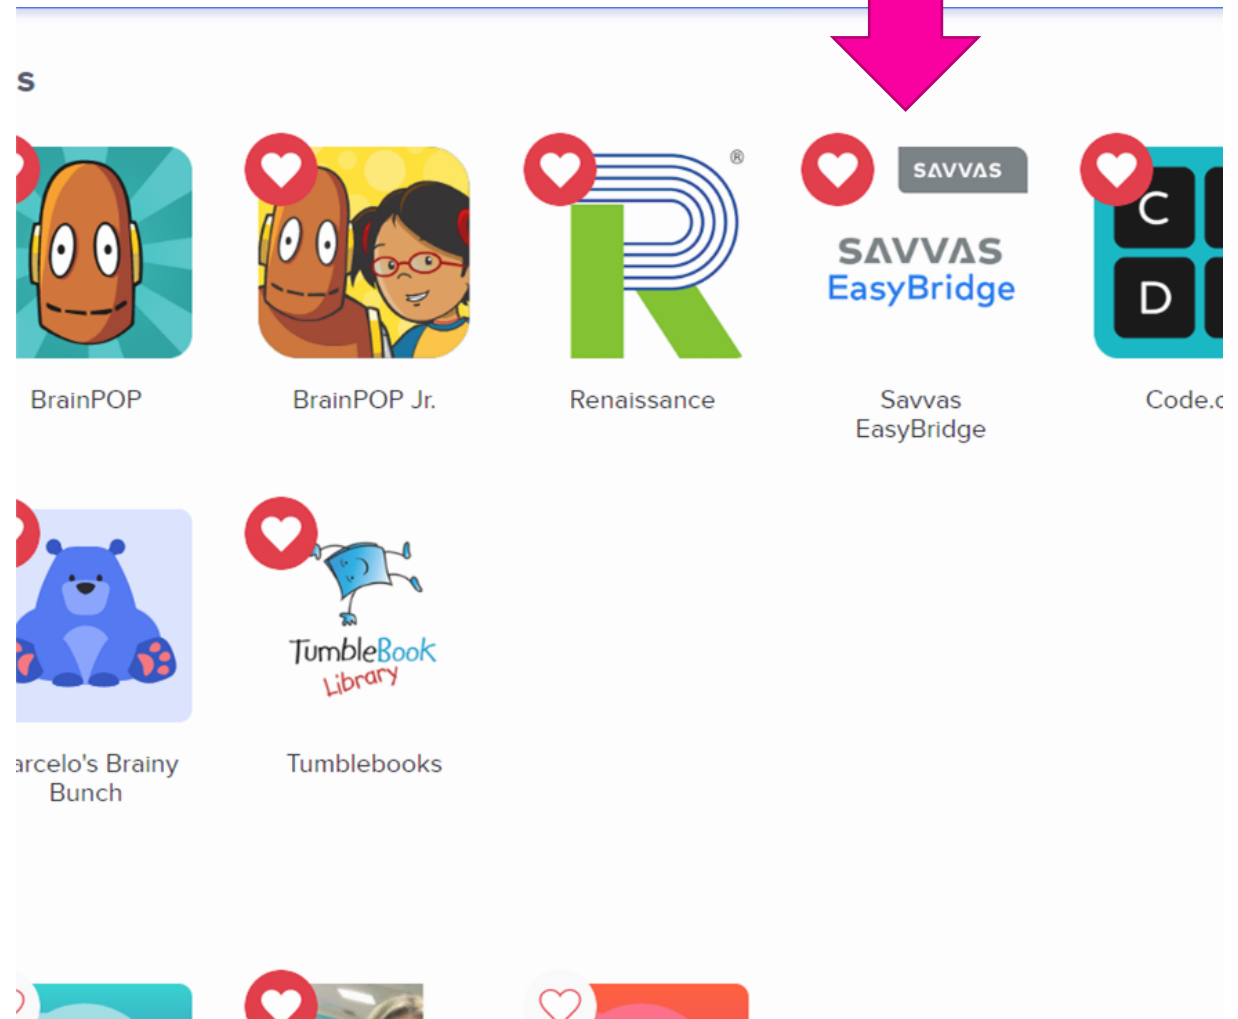 s
SAVVAS
SAVVAS
EasyBridge
®
C
D
BrainPOP
BrainPOP Jr.
Renaissance
Savvas
EasyBridge
Code.c
TumbleBook
Library
arcelo's Brainy
Bunch
Tumblebooks